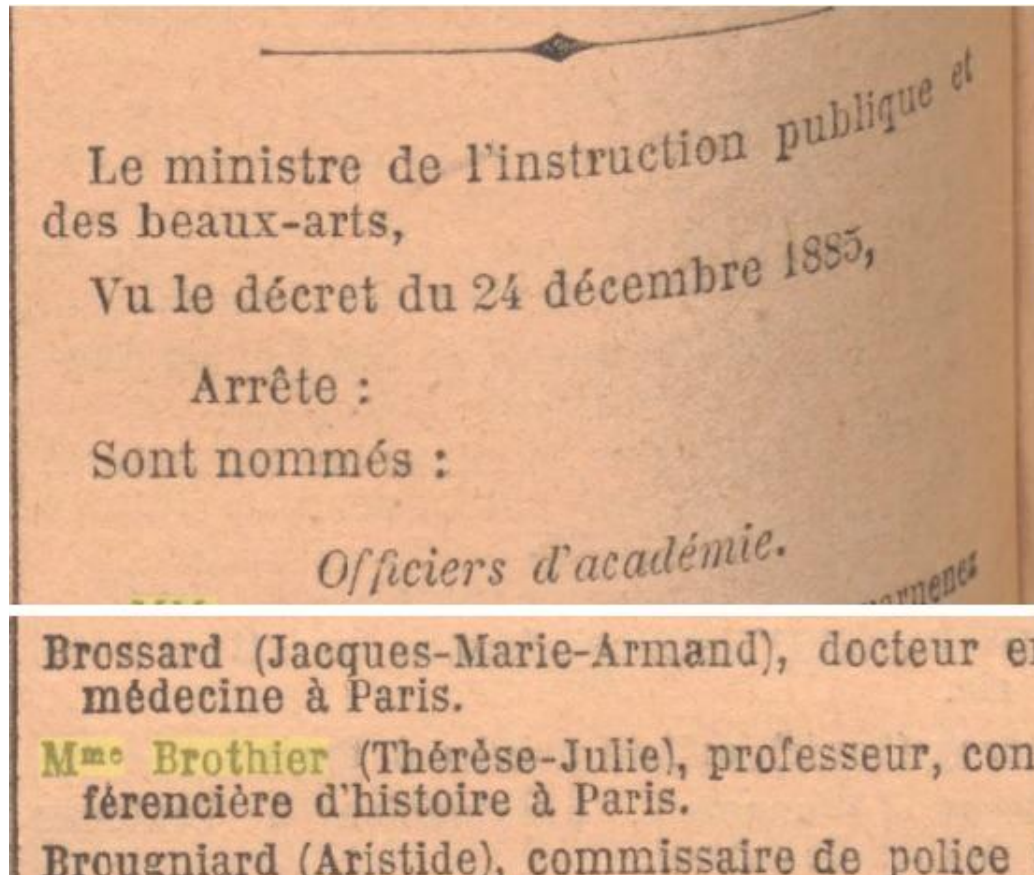 Le ministre de l'instruction publique et
des beaux-arts,
Vu le décret du 24 décembre 1885,
Arrête :
Sont nommés :
Officiers d'académie.
Brossard (Jacques-Marie-Armand), docteur en
médecine à Paris.
Mme Brothier (Thérèse-Julie), professeur, con
férencière d'histoire à Paris.
Brougniard (Aristide), commissaire de police